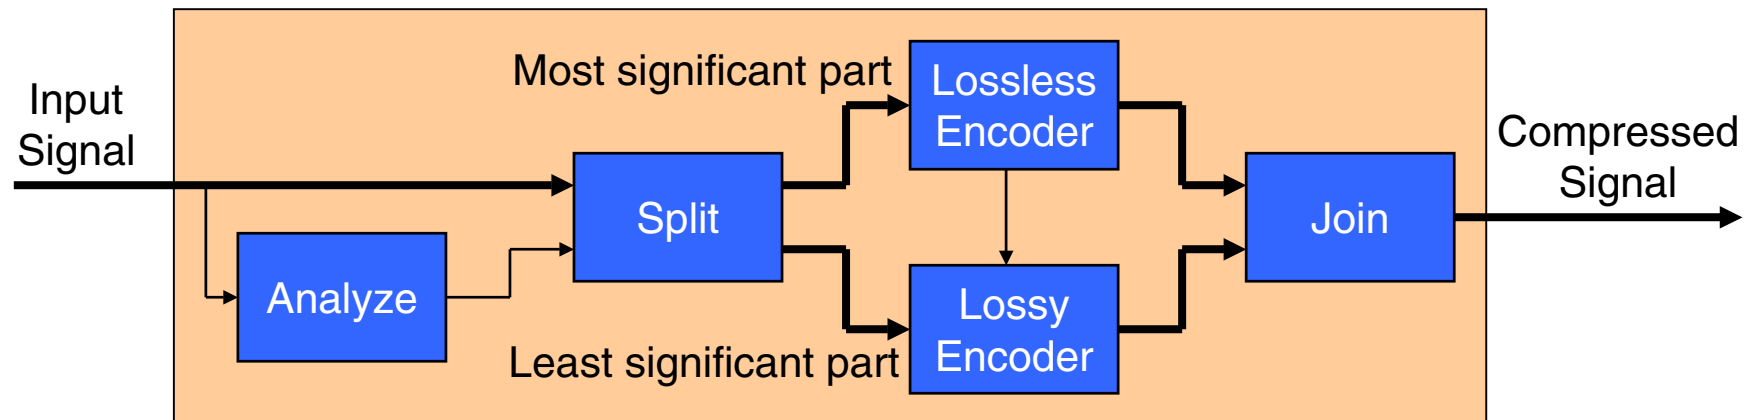 Input
Signal
Analyze
Split
Most significant part
Least significant part
Lossless
Encoder
Lossy
Encoder
Join
Compressed
Signal